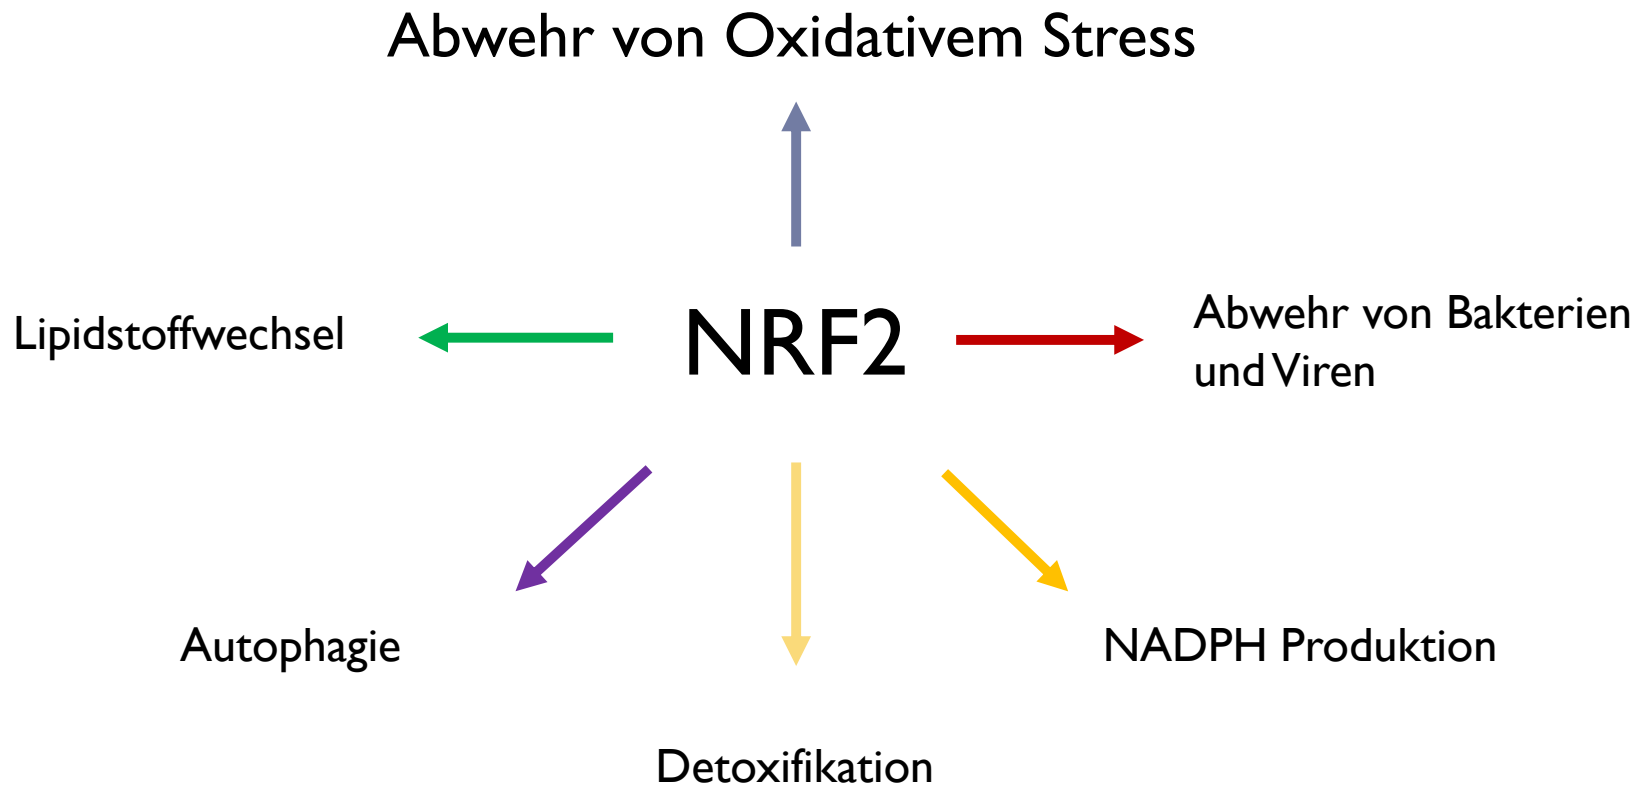 Abwehr von Oxidativem Stress
Lipidstoffwechsel
NRF2
Abwehr von Bakterien
und Viren
Autophagie
NADPH Produktion
Detoxifikation